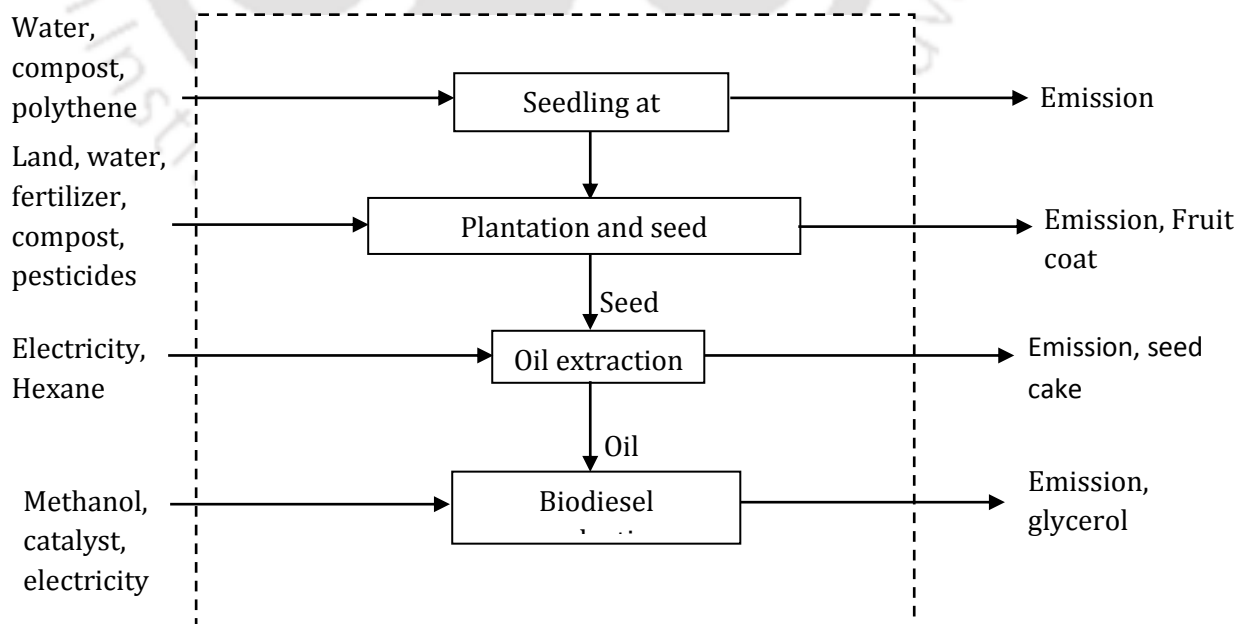 Water,
compost,
polythene
Seedling at
Emission
Land, water,
fertilizer,
compost,
pesticides
Plantation and seed
Emission, Fruit
coat
Seed
Electricity,
Hexane
Oil extraction
Emission, seed
cake
Oil
Methanol,
catalyst,
electricity
Biodiesel
Emission,
glycerol